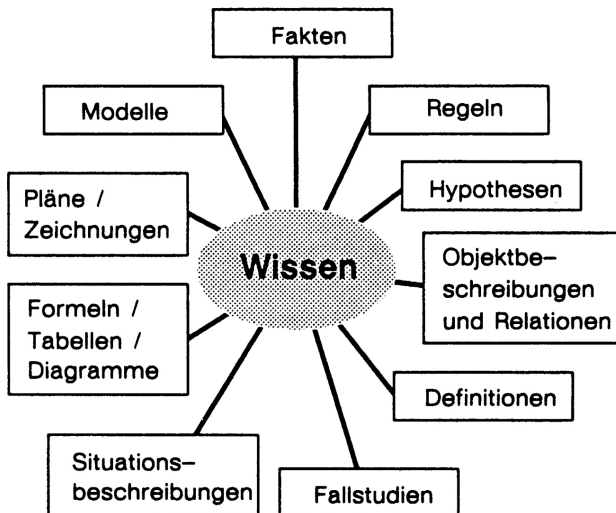 Fakten
Modelle
Regeln
Pläne /
Zeichnungen
Hypothesen
Wissen
Objektbe-
schreibungen
und Relationen
Formeln /
Tabellen /
Diagramme
Definitionen
Situations-
beschreibungen
Fallstudien